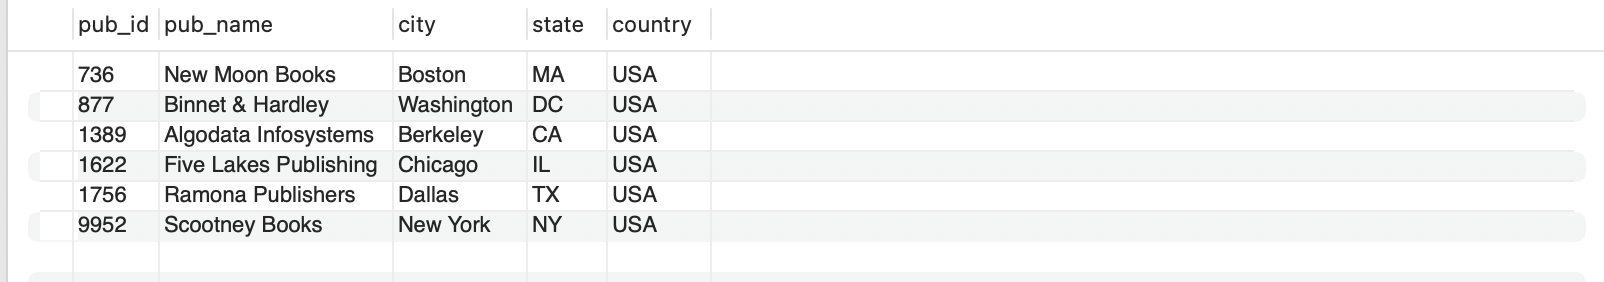 pub_id pub_name city state country
736 New Moon Books Boston MA USA
877 Binnet & Hardley Washington DC USA
1389 Algodata Infosystems Berkeley CA USA
1622 Five Lakes Publishing Chicago IL USA
1756 Ramona Publishers Dallas TX USA
9952 Scootney Books New York NY USA